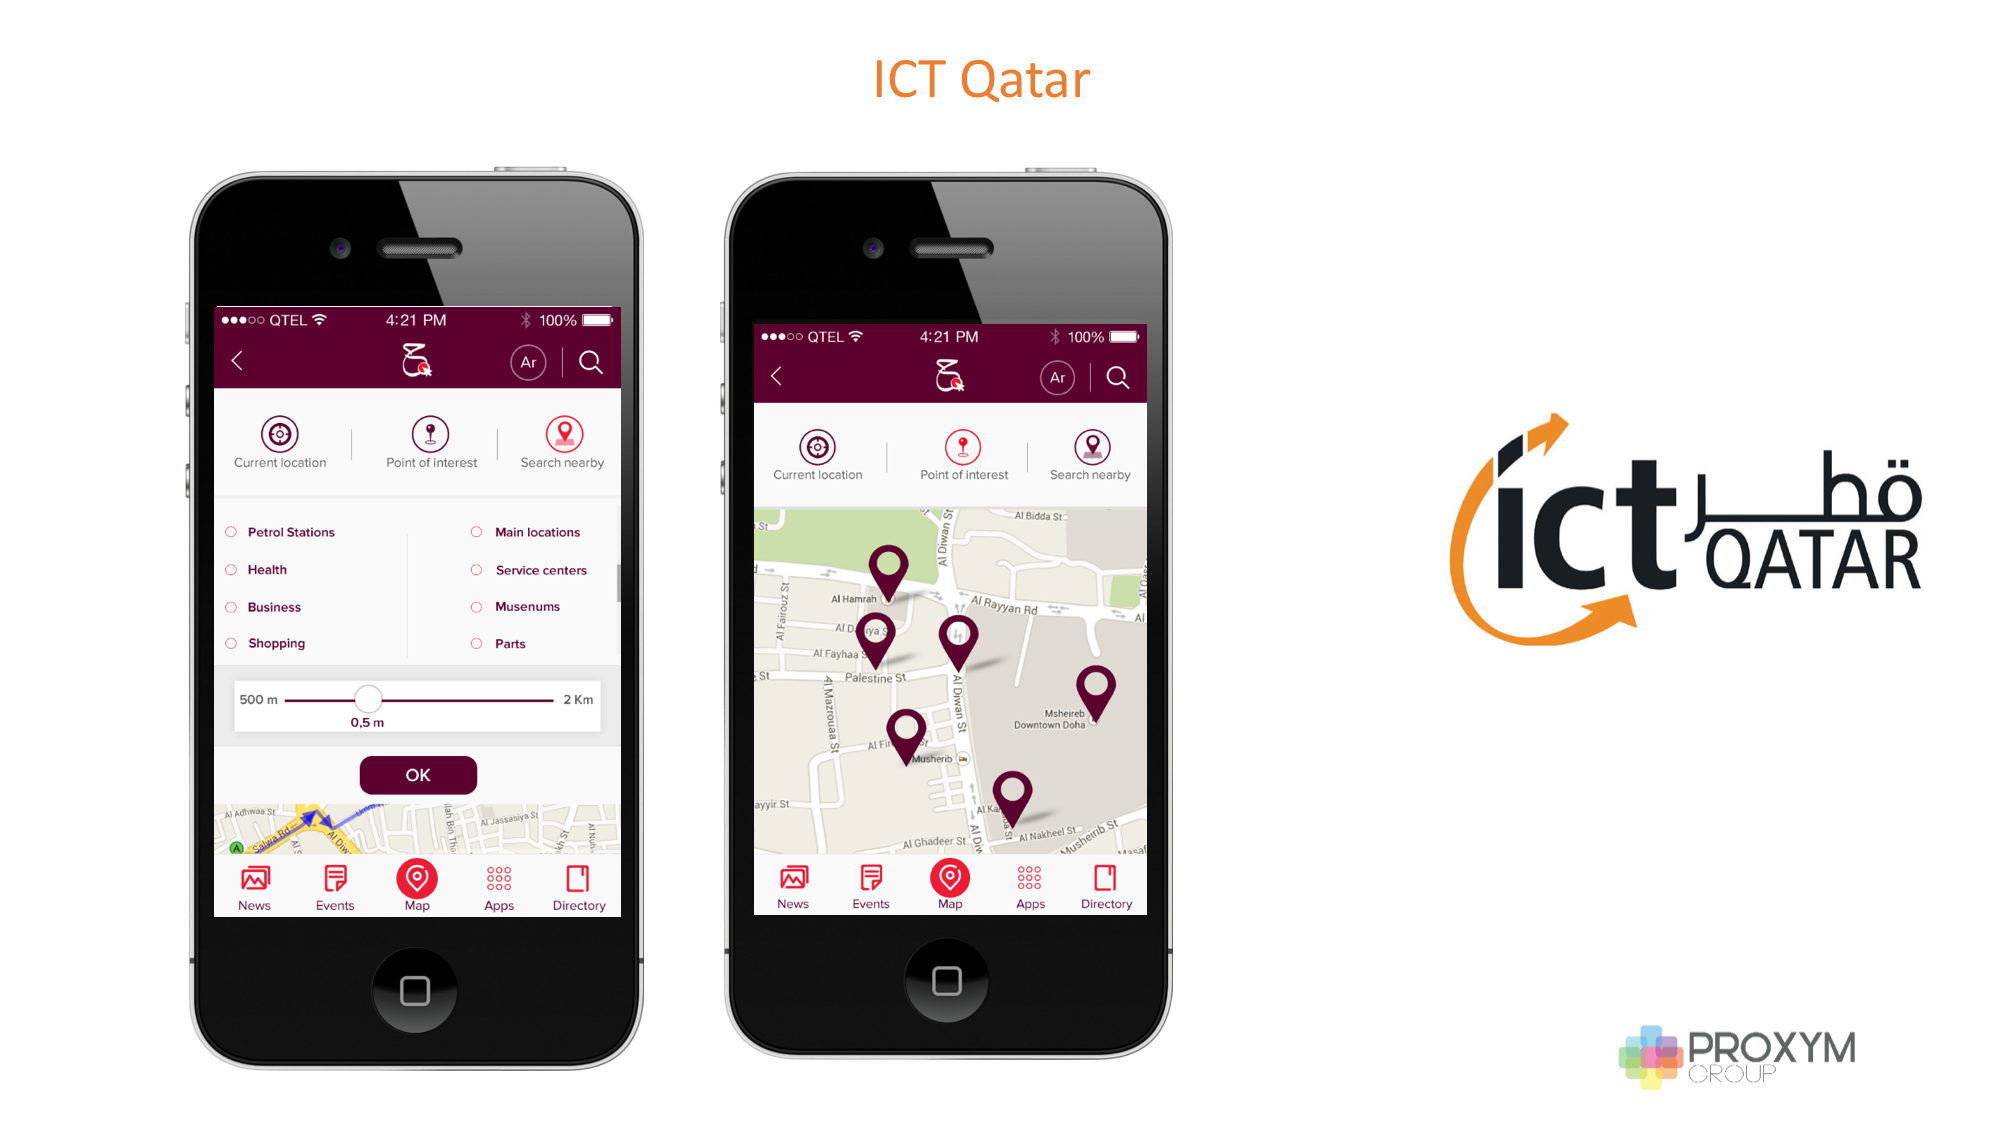 ICT Qatar
QTEL 4:21 PM 100%
Ar
Current location Point of interest Search nearby
Petrol Stations Main locations
Health Service centers
Business Musenums
Shopping Parts
500 m 2 Km
0,5 m
OK
Al Adhwaa St Al Jassasiya St
Salwa Rd
A
News Events Map Apps Directory
QTEL 4:21 PM 100%
Ar
Current location Point of interest Search nearby
St Al Diwan St Al Bidda St
Al Hamrah Al Rayyan Rd
Al Fairouz St
Al Fayhaa
St Palestine St
Al Mazrouaa St Al Diwan St
Msheireb
Downtown Doha
Musherib
Al Nakheel St Musherib St
Al Ghadeer St
News Events Map Apps Directory
ict QATAR
PROXYM
GROUP